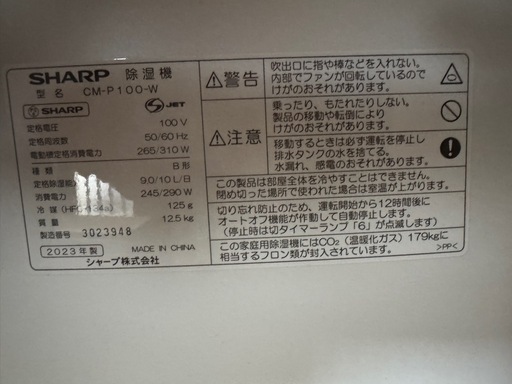 SHARP 除湿機
型 名 CM-P100-W
SHARP JET
定格電圧 100 V
定格周波数 50/60 Hz
電動機定格消費電力 265/310 W
種 類 B 形
定格除湿能力 9.0/10 L/日
消費電力 245/290 W
冷 媒 (HFC-134a) 125g
質 量 12.5kg
製造番号 3023948
2023年製 MADE IN CHINA
シャープ株式会社
警告
吹出口に指や棒などを入れない。
内部でファンが回転しているので
けがのおそれがあります。
注意
乗ったり、もたれたりしない。
製品の移動や転倒により
けがのおそれがあります。
移動するときは必ず運転を停止し
排水タンクの水を捨てる。
水漏れ、感電のおそれがあります。
この製品は部屋全体を冷やすことはできません。
閉め切った場所で使われた場合は室温が上がります。
切り忘れ防止のため、運転開始から12時間後に
オートオフ機能が作動して自動停止します。
(停止時は切タイマーランプ「6」が点滅します)
この家庭用除湿機にはCO₂(温暖化ガス)179kgに
相当するフロン類が封入されています。
>PP<